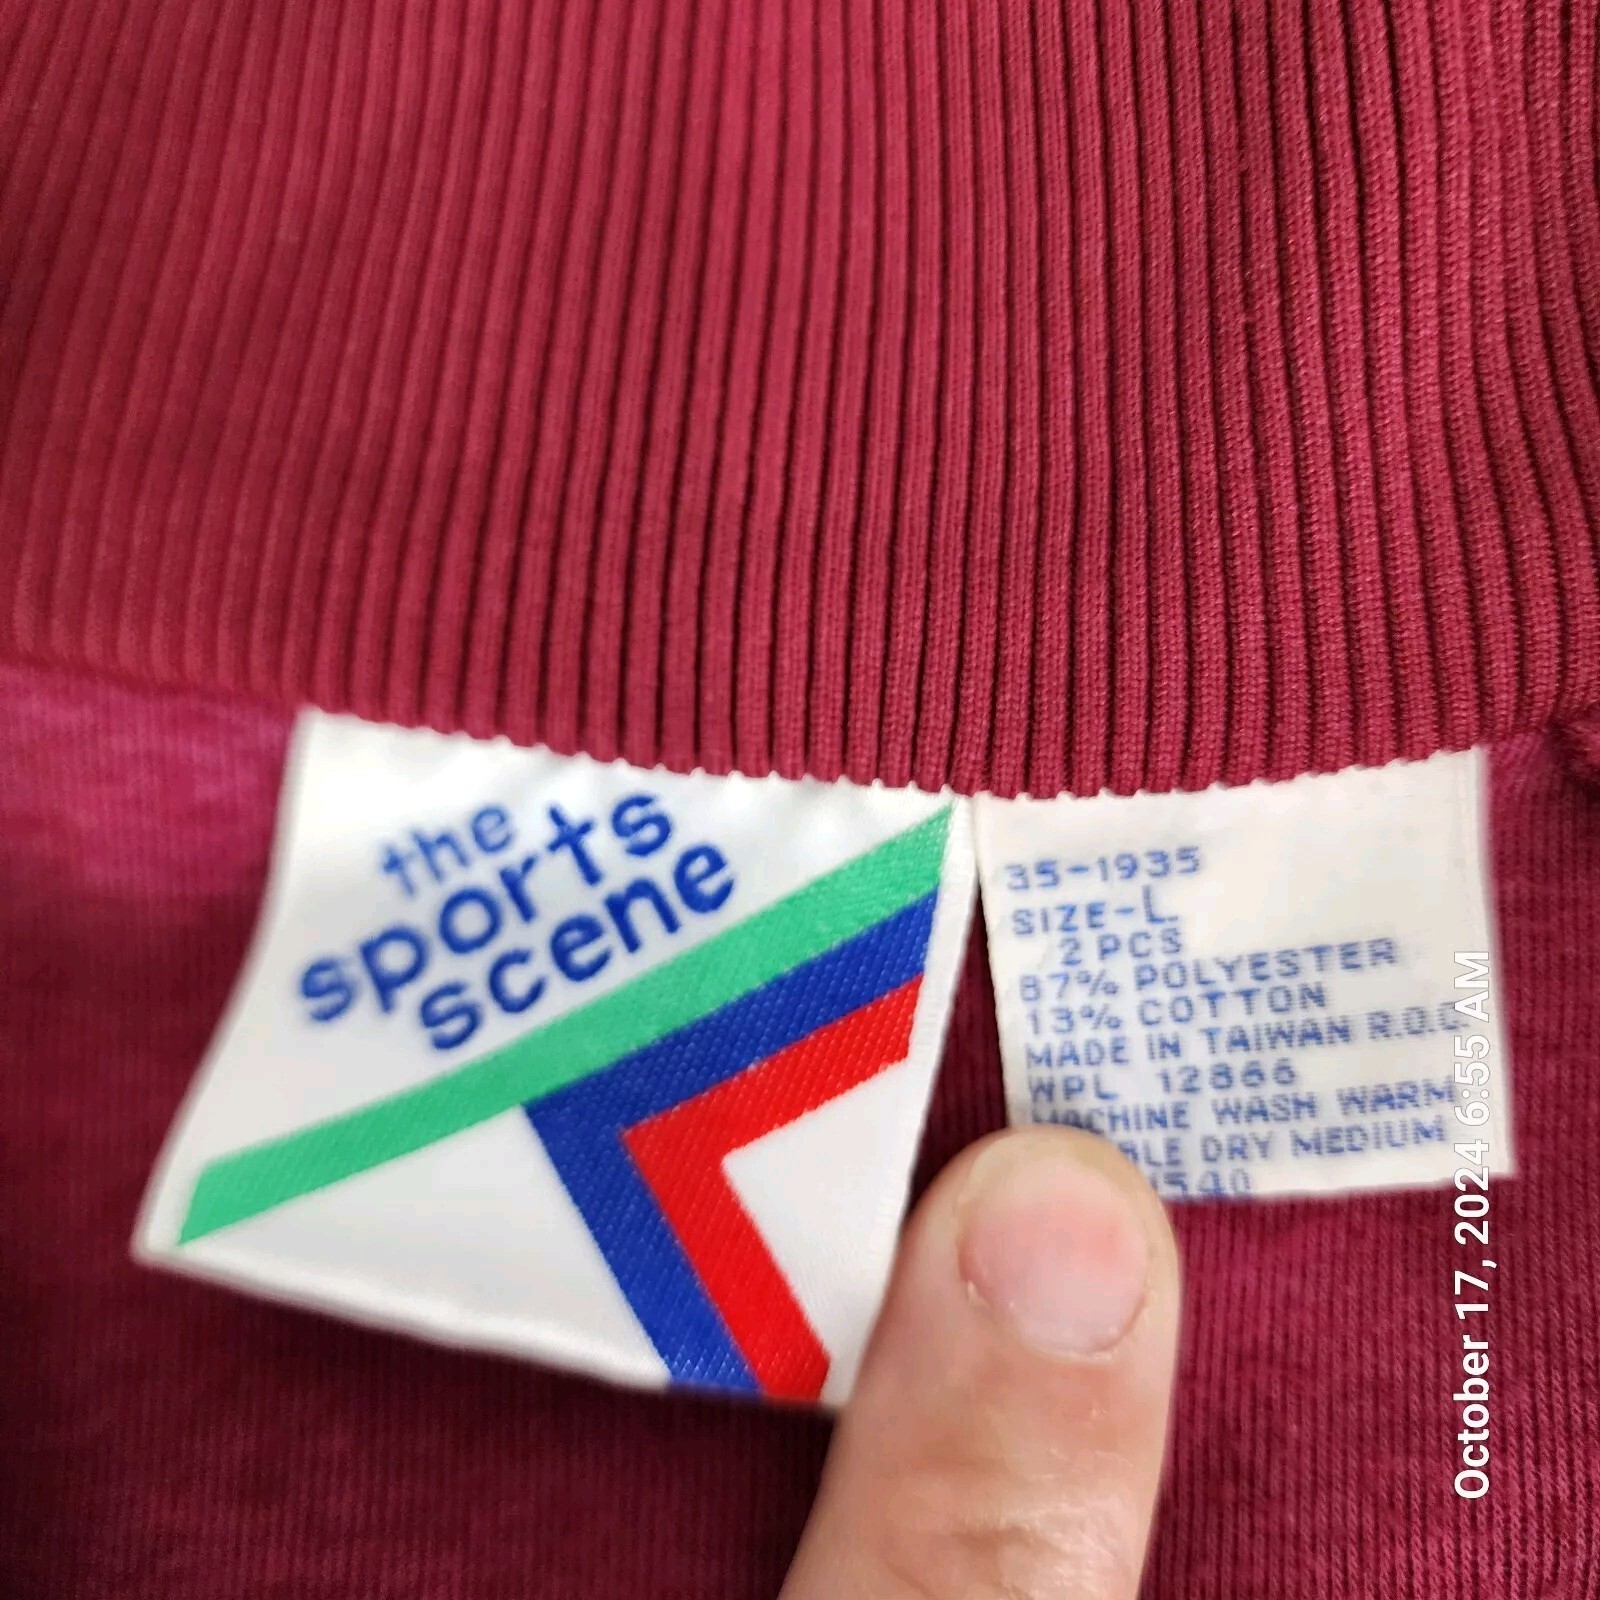 the
sports
scene
35-1935
SIZE-L
2 PCS
87% POLYESTER
13% COTTON
MADE IN TAIWAN R.O.C
WPL 12866
MACHINE WASH WARM
DRY MEDIUM
October 17, 2024 6:55 AM